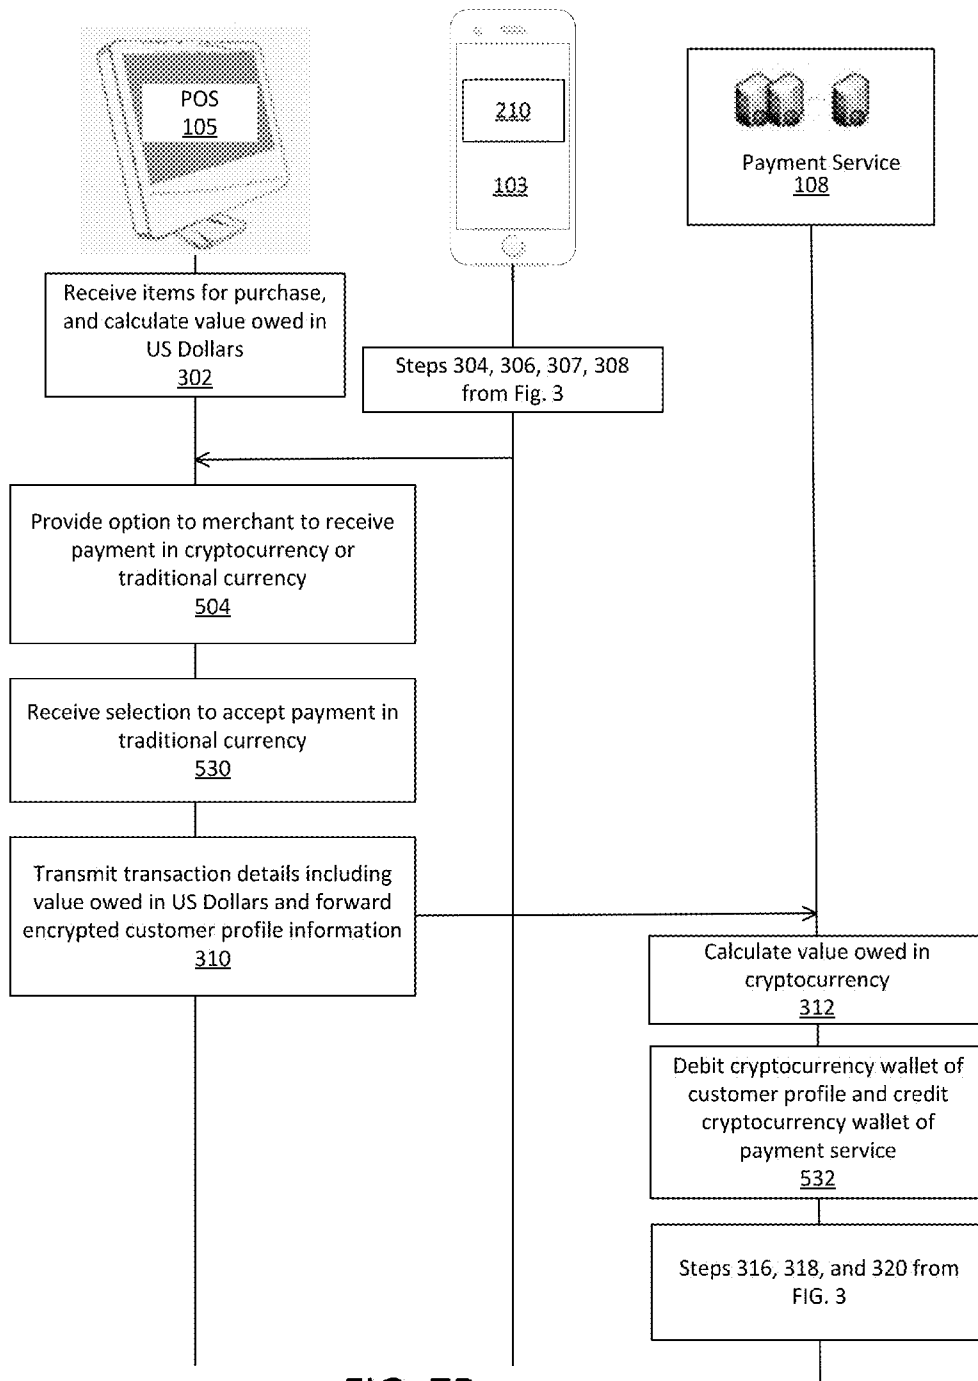 POS
105
210
103
Payment Service
108
Receive items for purchase,
and calculate value owed in
US Dollars
302
Steps 304, 306, 307, 308
from Fig. 3
Provide option to merchant to receive
payment in cryptocurrency or
traditional currency
504
Receive selection to accept payment in
traditional currency
530
Transmit transaction details including
value owed in US Dollars and forward
encrypted customer profile information
310
Calculate value owed in
cryptocurrency
312
Debit cryptocurrency wallet of
customer profile and credit
cryptocurrency wallet of
payment service
532
Steps 316, 318, and 320 from
FIG. 3